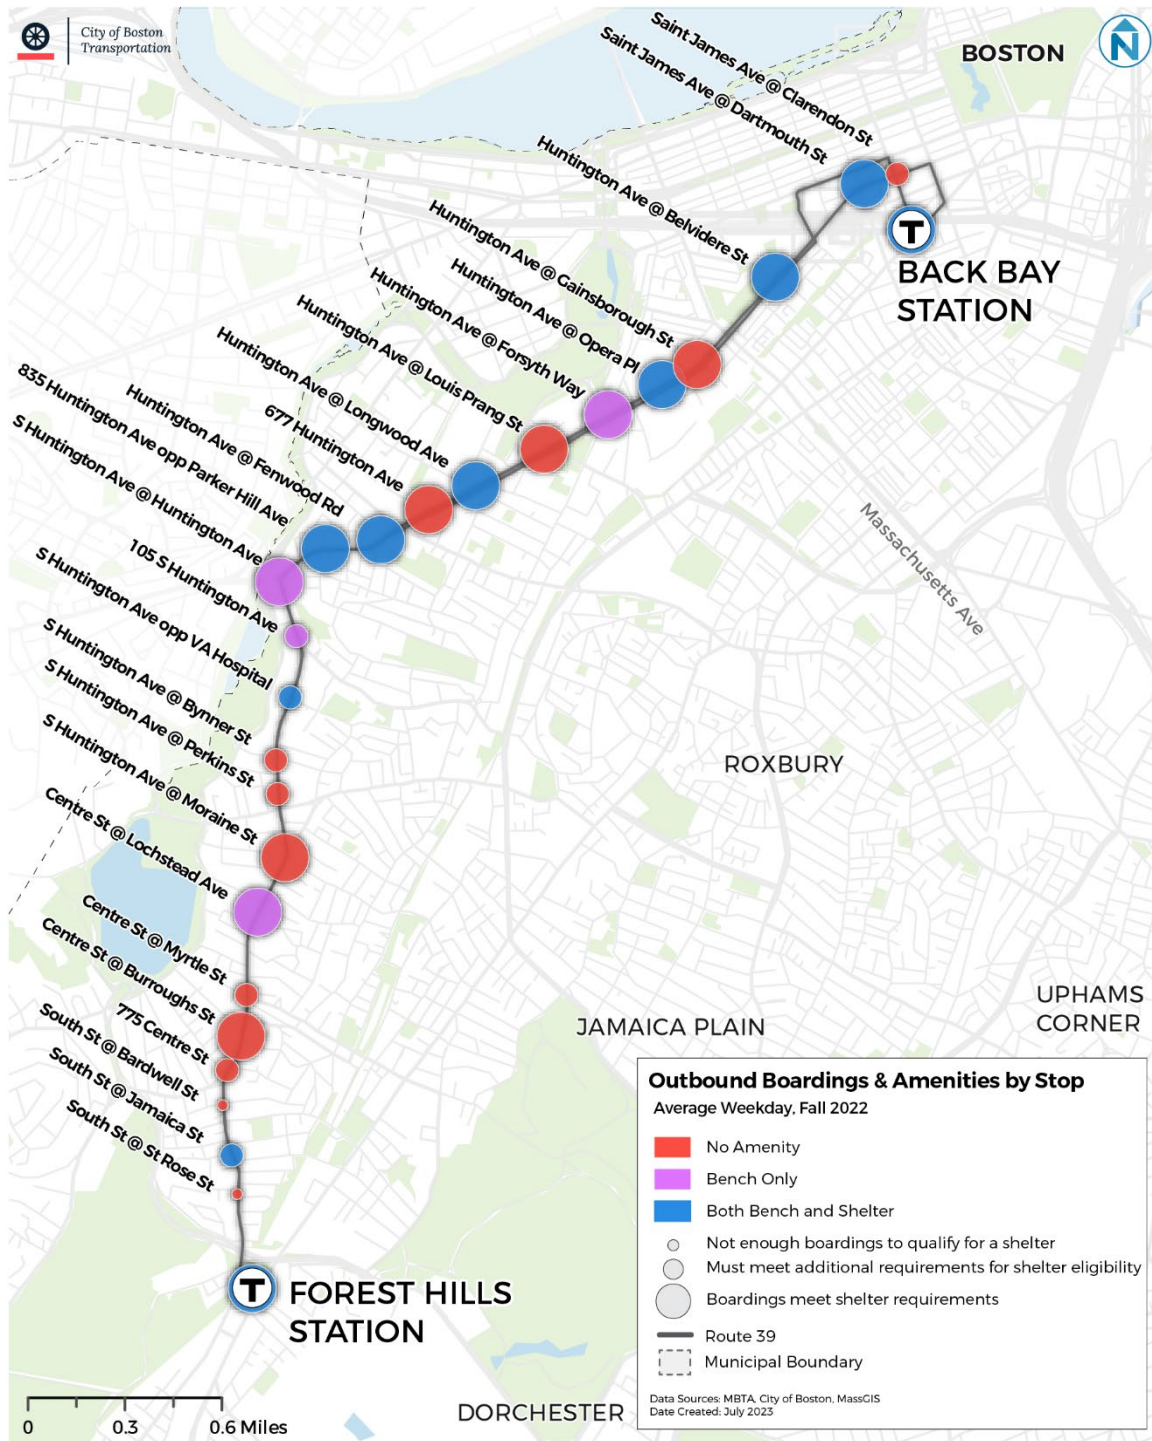 City of Boston
Transportation
BOSTON
N
Saint James Ave @ Clarendon St
Saint James Ave @ Dartmouth St
Huntington Ave @ Belvidere St
Huntington Ave @ Gainsborough St
Huntington Ave @ Opera Pl
Huntington Ave @ Forsyth Way
Huntington Ave @ Louis Prang St
Huntington Ave @ Longwood Ave
677 Huntington Ave
Huntington Ave @ Fenwood Rd
835 Huntington Ave opp Parker Hill Ave
S Huntington Ave @ Huntington Ave
105 S Huntington Ave
S Huntington Ave opp VA Hospital
S Huntington Ave @ Bynner St
S Huntington Ave @ Perkins St
S Huntington Ave @ Moraine St
Centre St @ Lochstead Ave
Centre St @ Myrtle St
Centre St @ Burroughs St
775 Centre St
South St @ Bardwell St
South St @ Jamaica St
South St @ St Rose St
T
BACK BAY
STATION
Massachusetts Ave
ROXBURY
UPHAMS
CORNER
JAMAICA PLAIN
T
FOREST HILLS
STATION
DORCHESTER
0 0.3 0.6 Miles
Outbound Boardings & Amenities by Stop
Average Weekday, Fall 2022
No Amenity
Bench Only
Both Bench and Shelter
Not enough boardings to qualify for a shelter
Must meet additional requirements for shelter eligibility
Boardings meet shelter requirements
Route 39
Municipal Boundary
Data Sources: MBTA, City of Boston, MassGIS
Date Created: July 2023